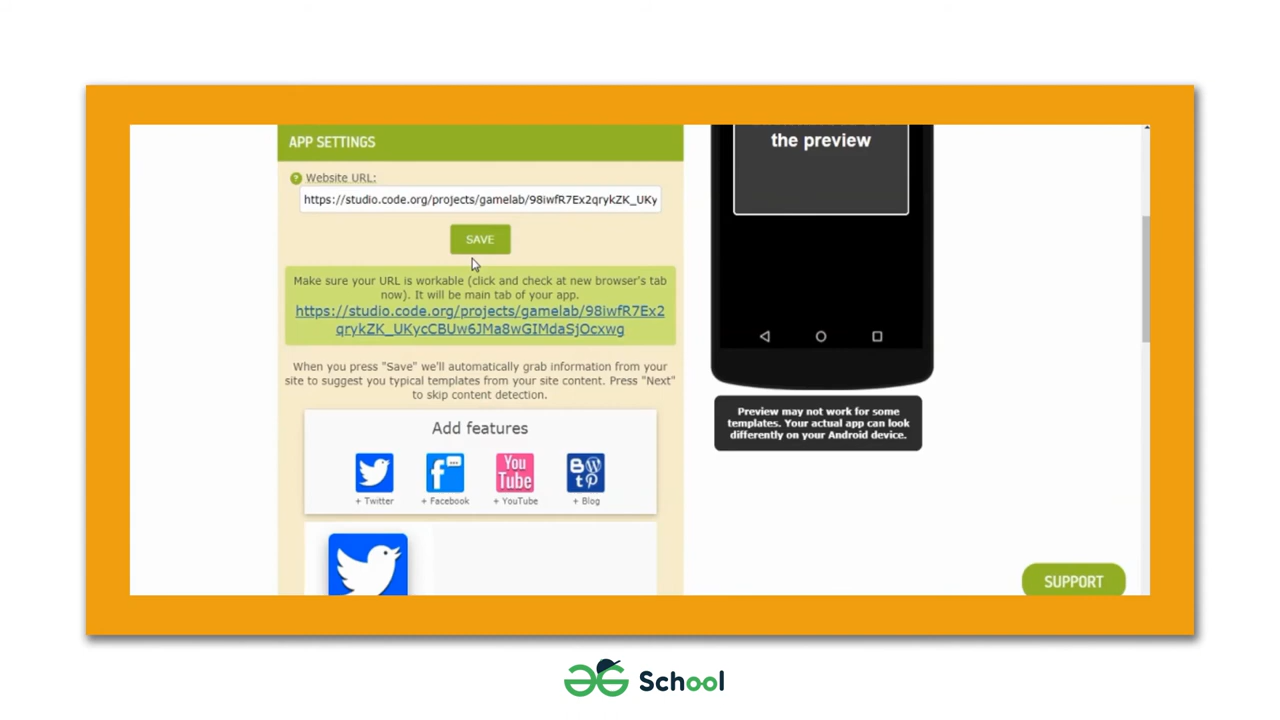 APP SETTINGS
Website URL:
https://studio.code.org/projects/gamelab/98iwfR7Ex2qrykZK_UKy
SAVE
Make sure your URL is workable (click and check at new browser's tab
now). It will be main tab of your app.
https://studio.code.org/projects/gamelab/98iwfR7Ex2
qrykZK_UKycCBUw6JMa8wGIMdaSjOcxwg
When you press "Save" we'll automatically grab information from your
site to suggest you typical templates from your site content. Press "Next"
to skip content detection.
Add features
You
Tube
+ Twitter
+ Facebook
+ YouTube
+ Blog
the preview
Preview may not work for some
templates. Your actual app can look
differently on your Android device.
SUPPORT
School